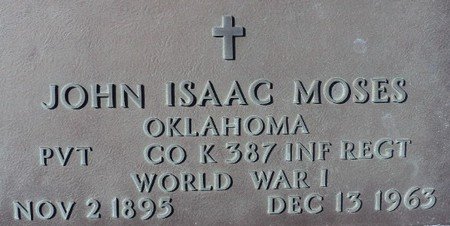 JOHN ISAAC MOSES
OKLAHOMA
PVT CO K 387 INF REGT
WORLD WAR I
NOV 2 1895 DEC 13 1963